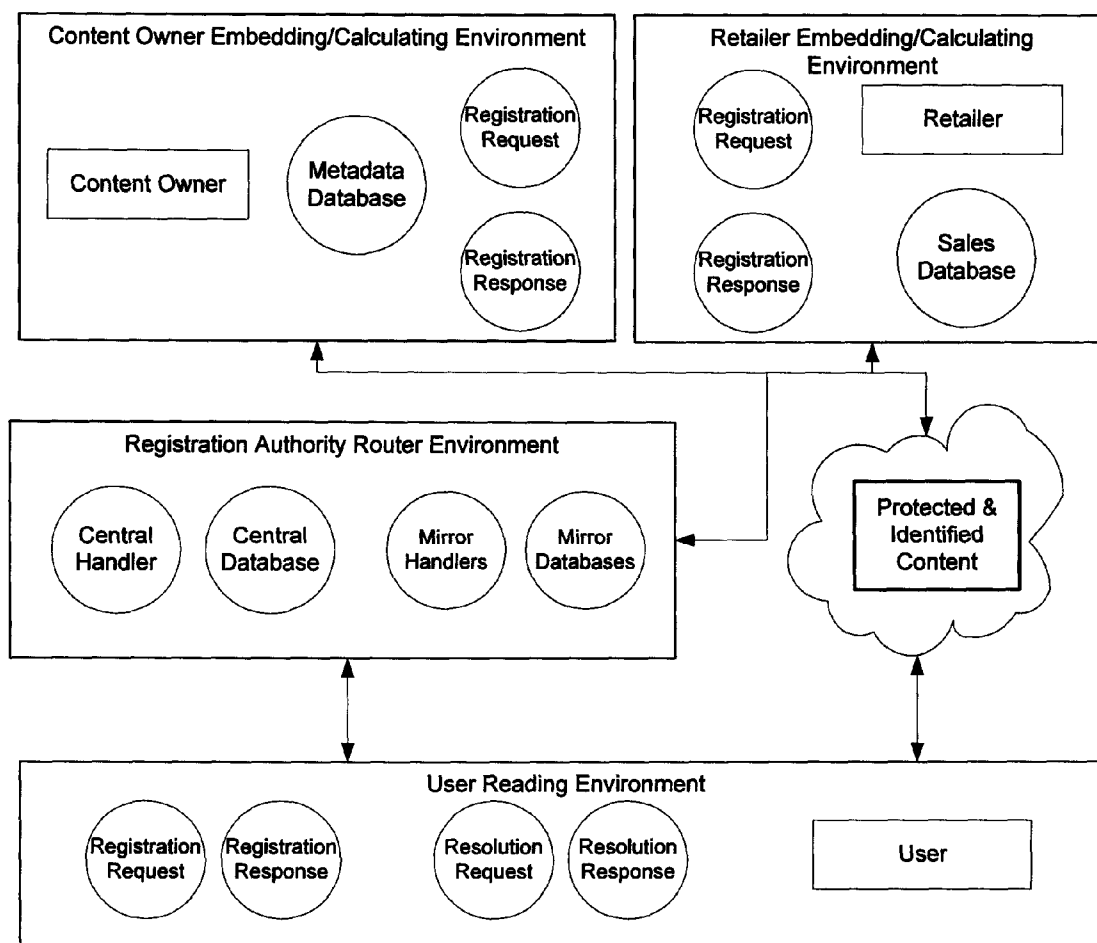 Content Owner Embedding/Calculating Environment
Content Owner
Metadata
Database
Registration
Request
Registration
Response
Retailer Embedding/Calculating
Environment
Registration
Request
Retailer
Registration
Response
Sales
Database
Registration Authority Router Environment
Central
Handler
Central
Database
Mirror
Handlers
Mirror
Databases
Protected &
Identified
Content
User Reading Environment
Registration
Request
Registration
Response
Resolution
Request
Resolution
Response
User